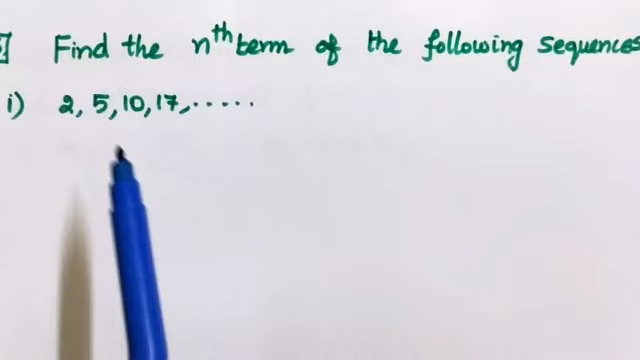 Find the nth term of the following sequences
i) 2, 5, 10, 17, ......